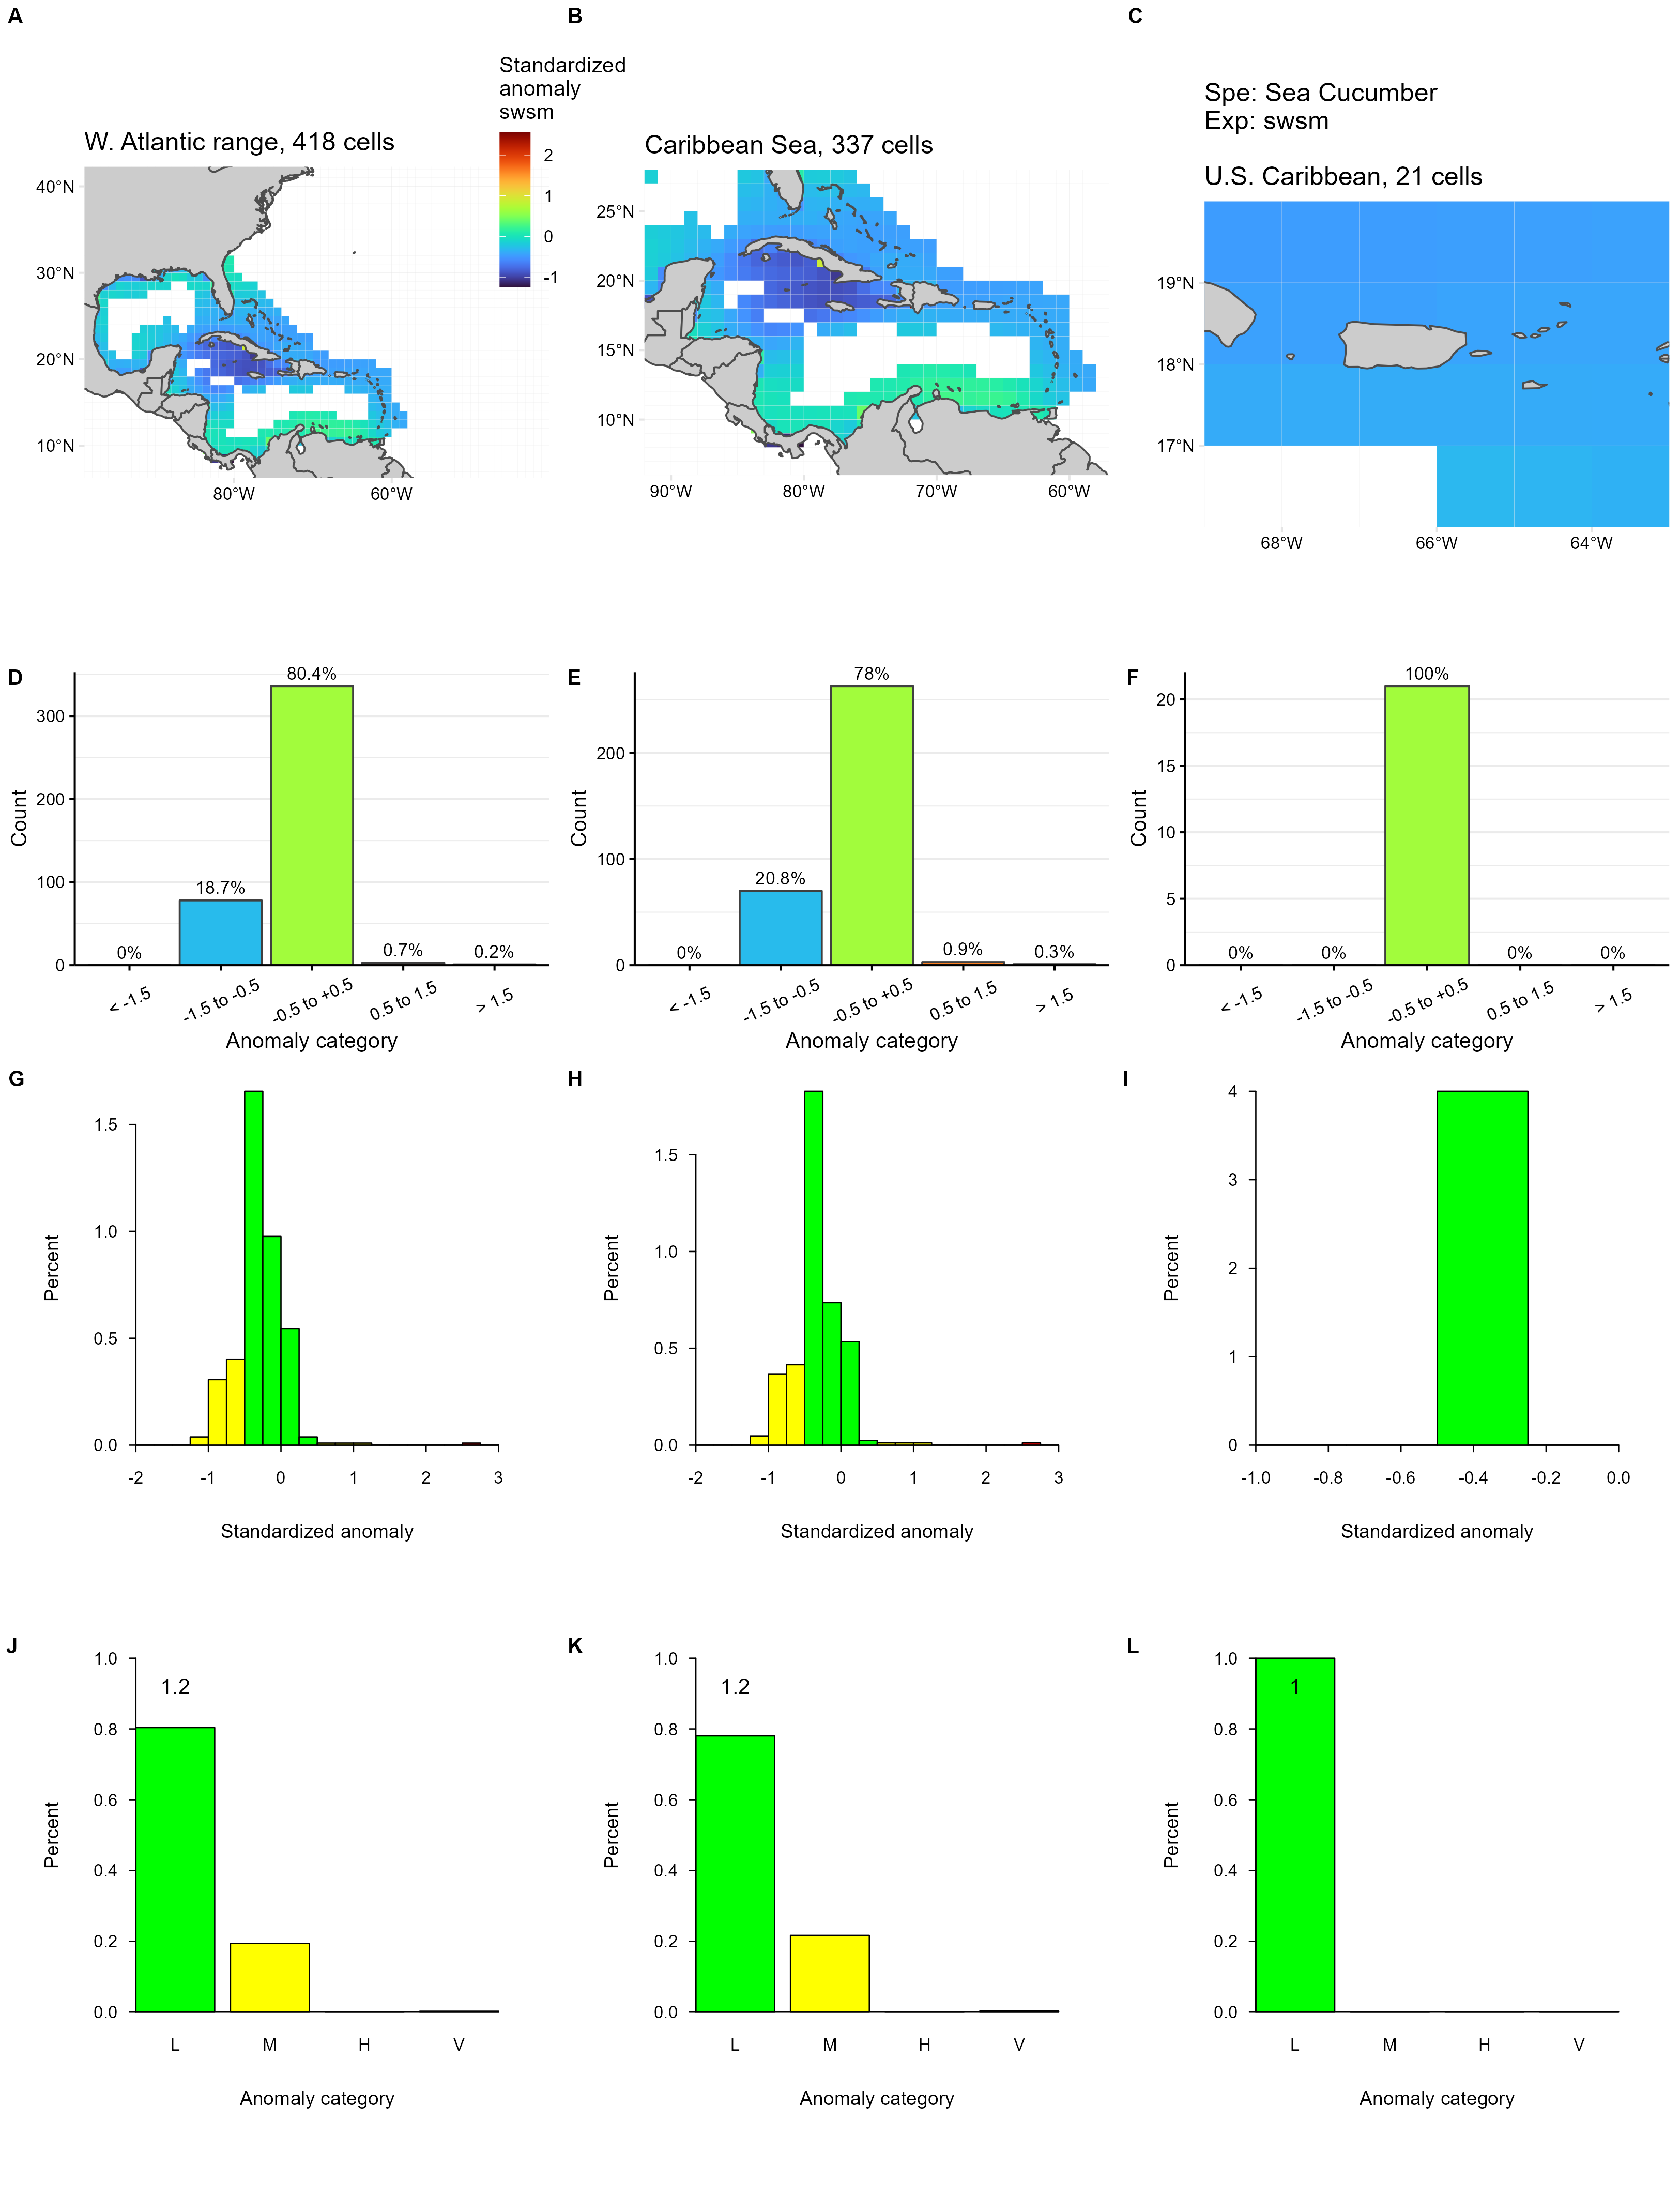 A
B
C
Standardized
anomaly
swsm
2
1
0
-1
W. Atlantic range, 418 cells
40°N
30°N
20°N
10°N
80°W
60°W
Caribbean Sea, 337 cells
25°N
20°N
15°N
10°N
90°W
80°W
70°W
60°W
Spe: Sea Cucumber
Exp: swsm
U.S. Caribbean, 21 cells
19°N
18°N
17°N
68°W
66°W
64°W
D
Count
300
200
100
0
0%
18.7%
80.4%
0.7%
0.2%
< -1.5
-1.5 to -0.5
-0.5 to +0.5
0.5 to 1.5
> 1.5
Anomaly category
E
Count
200
100
0
0%
20.8%
78%
0.9%
0.3%
< -1.5
-1.5 to -0.5
-0.5 to +0.5
0.5 to 1.5
> 1.5
Anomaly category
F
Count
20
15
10
5
0
0%
0%
100%
0%
0%
< -1.5
-1.5 to -0.5
-0.5 to +0.5
0.5 to 1.5
> 1.5
Anomaly category
G
Percent
1.5
1.0
0.5
0.0
-2
-1
0
1
2
3
Standardized anomaly
H
Percent
1.5
1.0
0.5
0.0
-2
-1
0
1
2
3
Standardized anomaly
I
Percent
4
3
2
1
0
-1.0
-0.8
-0.6
-0.4
-0.2
0.0
Standardized anomaly
J
Percent
1.0
0.8
0.6
0.4
0.2
0.0
1.2
L
M
H
V
Anomaly category
K
Percent
1.0
0.8
0.6
0.4
0.2
0.0
1.2
L
M
H
V
Anomaly category
L
Percent
1.0
0.8
0.6
0.4
0.2
0.0
1
L
M
H
V
Anomaly category